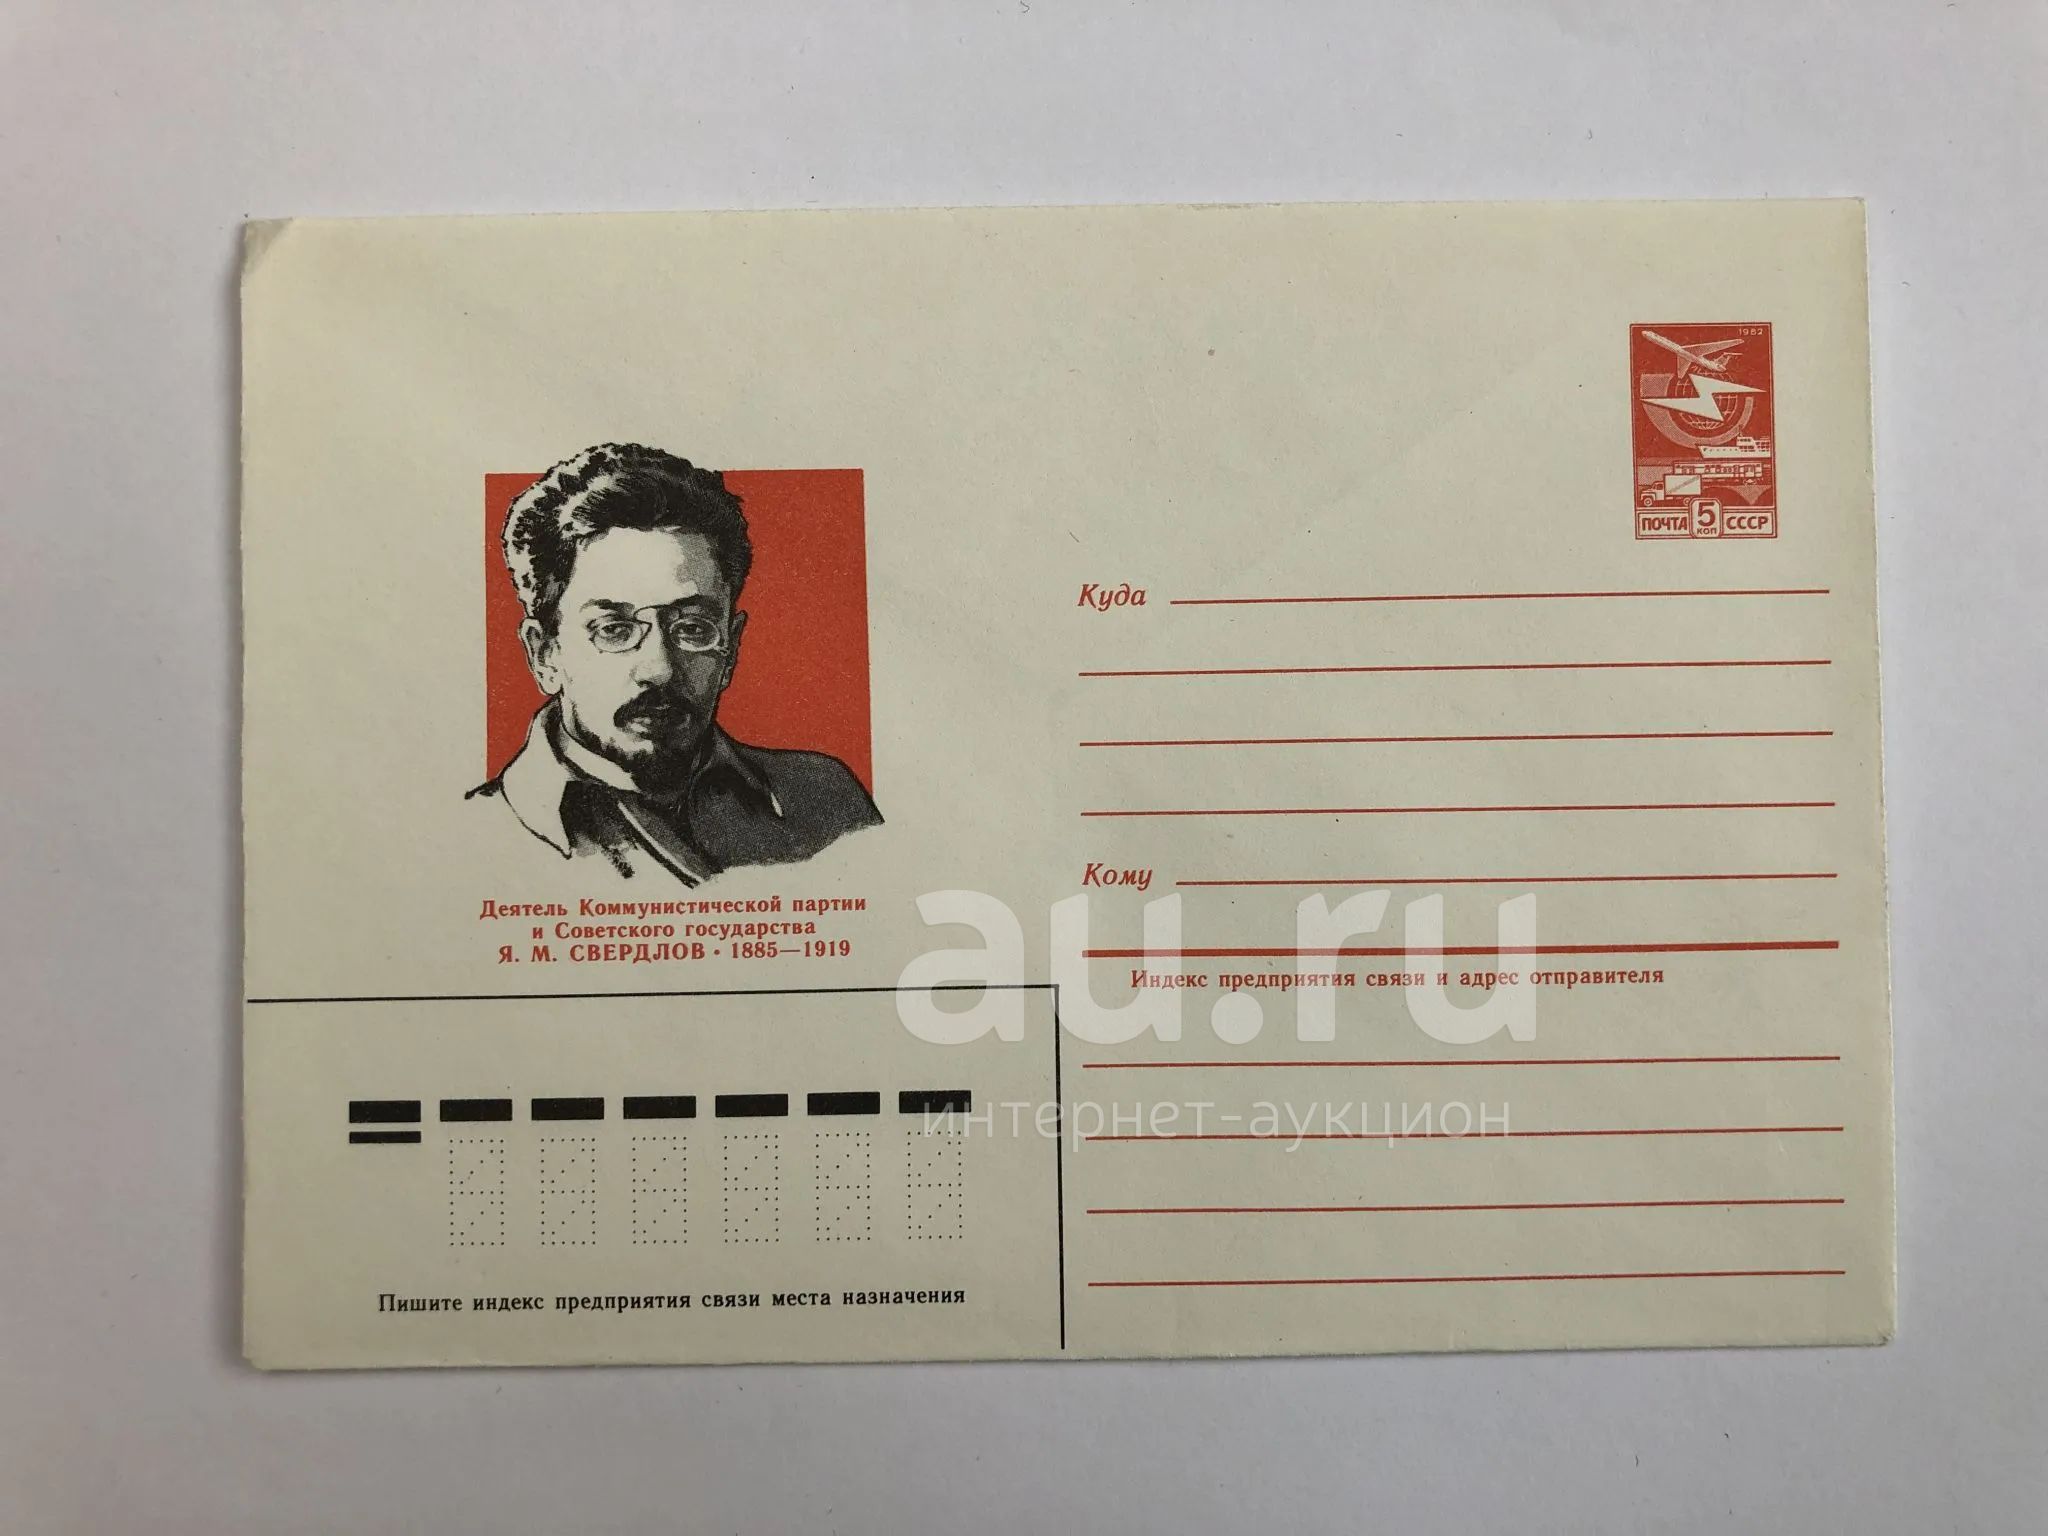 1982
ПОЧТА 5 КОП СССР
Куда
Деятель Коммунистической партии
и Советского государства
Я. М. СВЕРДЛОВ • 1885—1919
Кому
Индекс предприятия связи и адрес отправителя
Пишите индекс предприятия связи места назначения
au.ru
интернет-аукцион